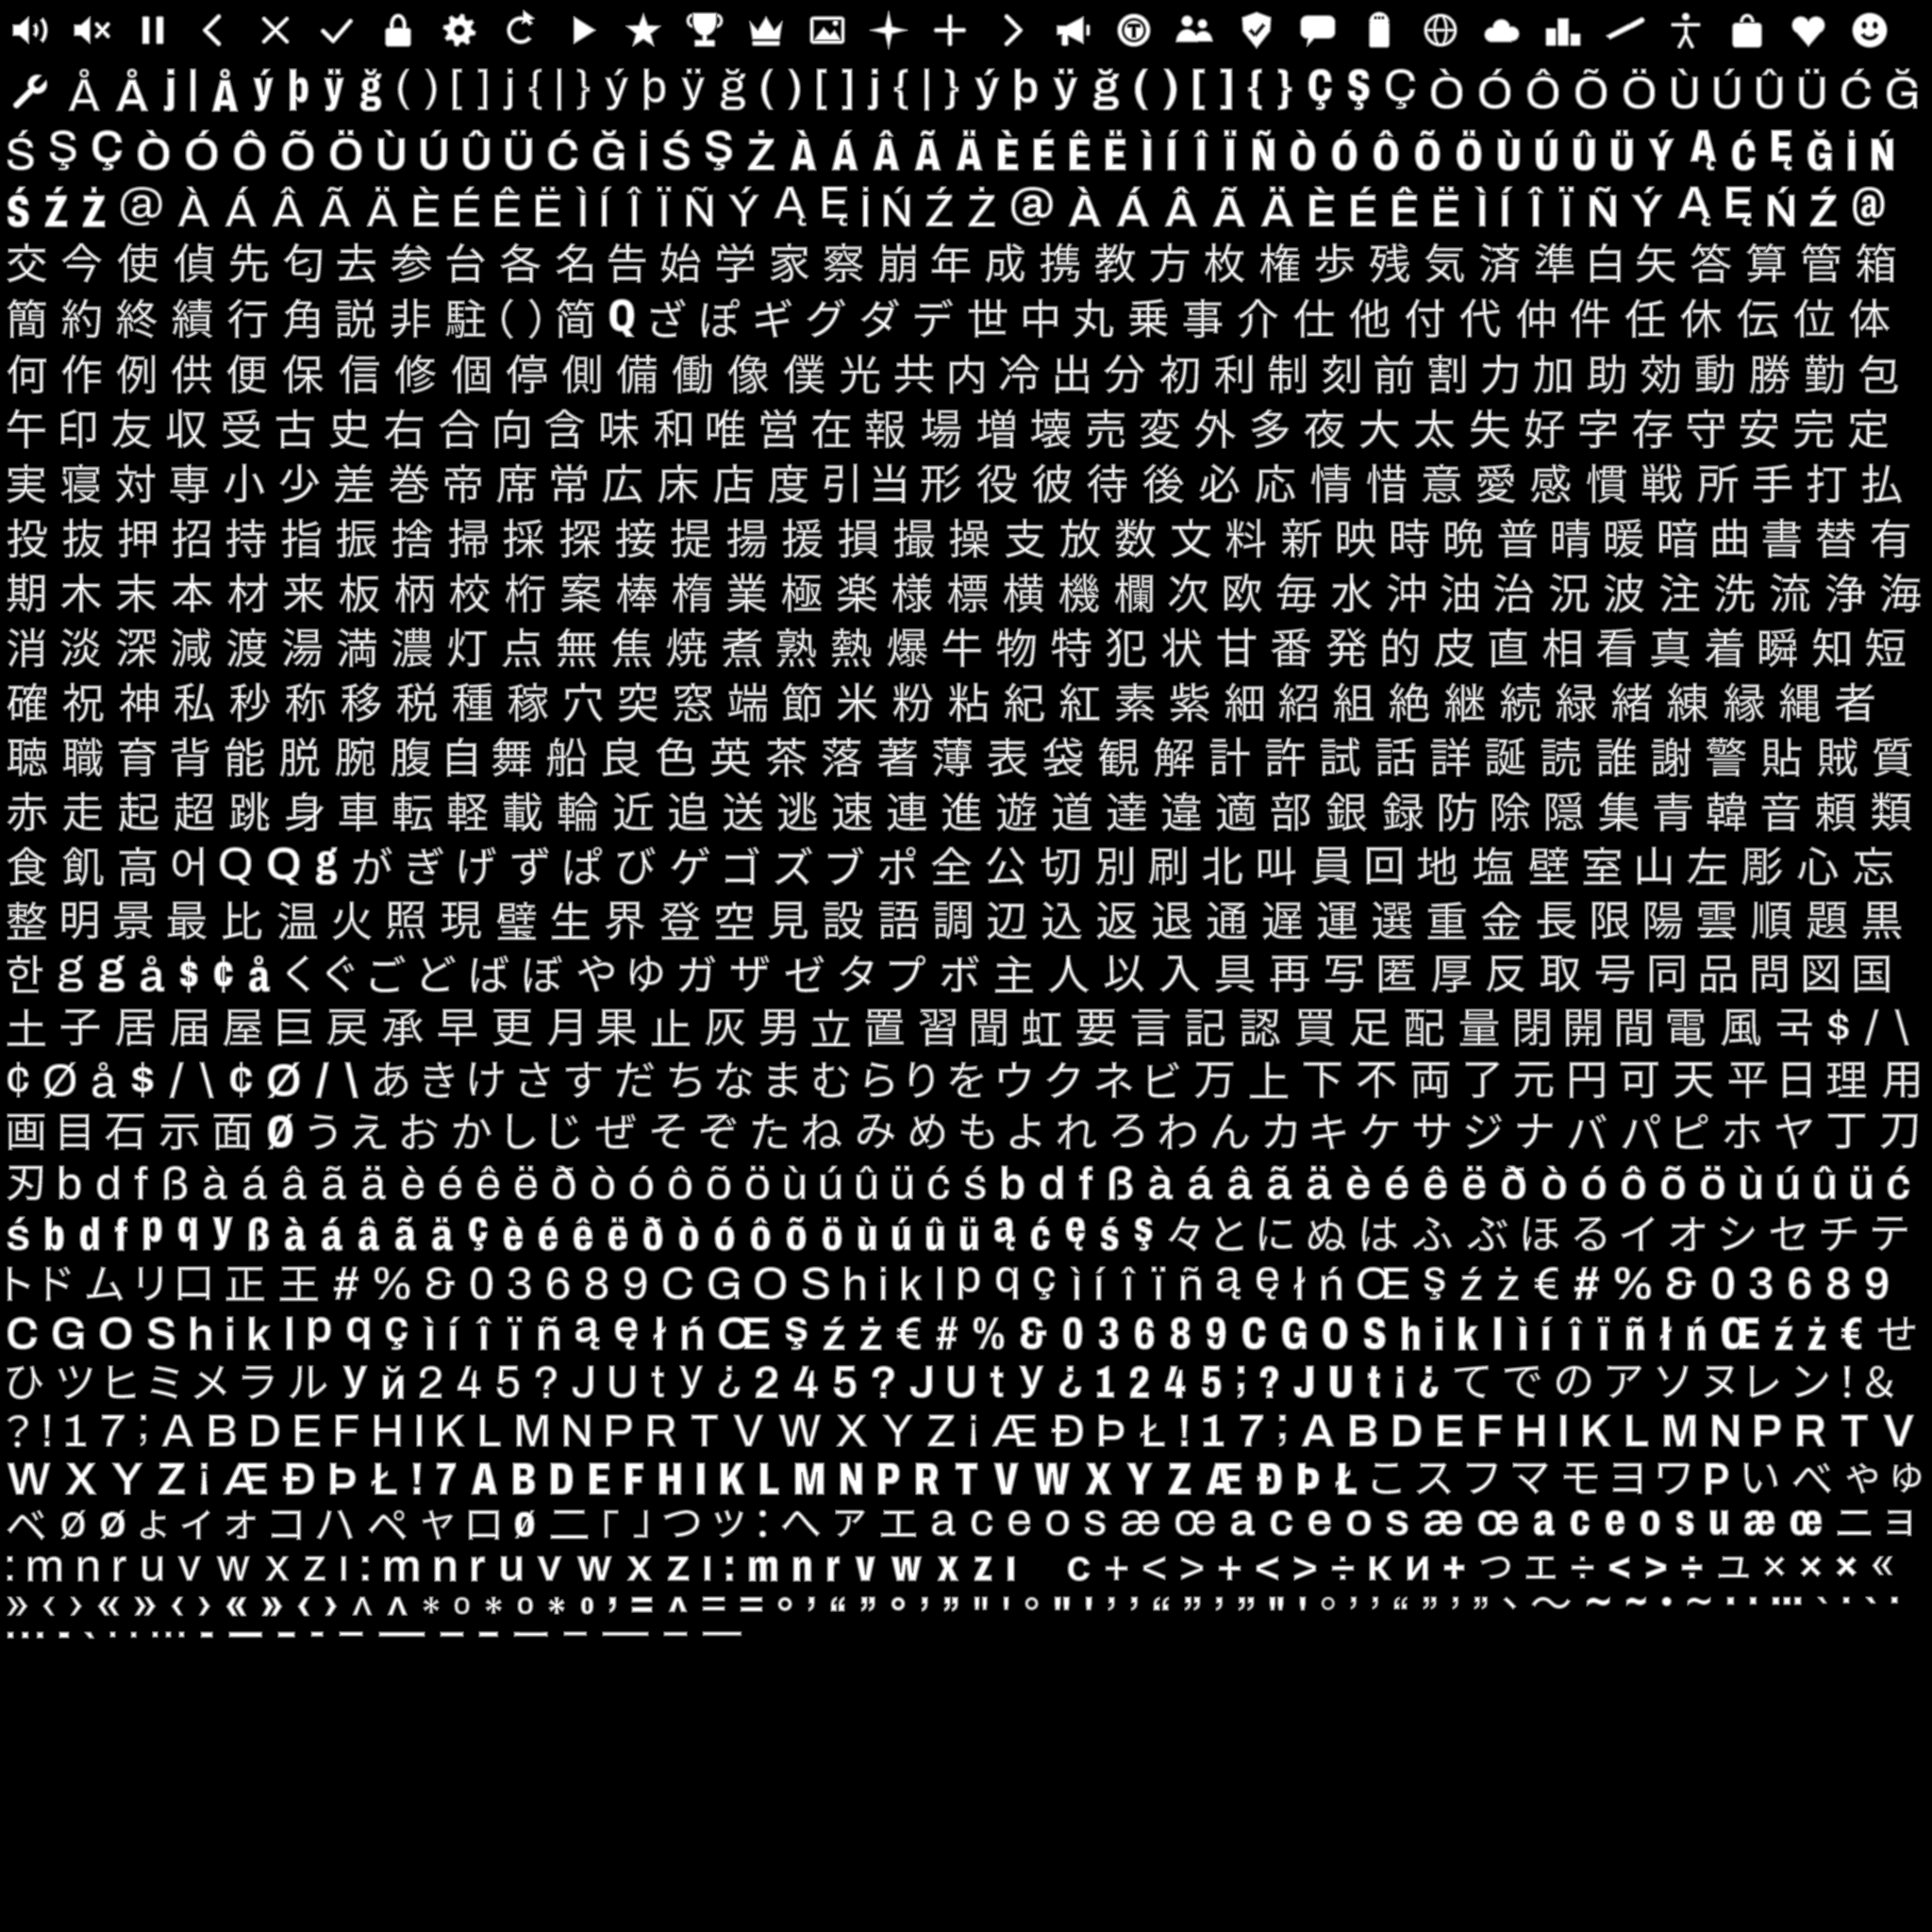 Å Å j | Å ý þ ÿ ğ ( ) [ ] j { | } ý þ ÿ ğ ( ) [ ] j { | } ý þ ÿ ğ ( ) [ ] { } Ç Ş Ç Ò Ó Ô Õ Ö Ù Ú Û Ü Ć Ğ
Ś Ş Ç Ò Ó Ô Õ Ö Ù Ú Û Ü Ć Ğ İ Ś Ş Ż À Á Â Ã Ä È É Ê Ë Ì Í Î Ï Ñ Ò Ó Ô Õ Ö Ù Ú Û Ü Ý Ą Ć Ę Ğ İ Ń
Ś Ź Ż @ À Á Â Ã Ä È É Ê Ë Ì Í Î Ï Ñ Ý Ą Ę İ Ń Ź Ż @ À Á Â Ã Ä È É Ê Ë Ì Í Î Ï Ñ Ý Ą Ę Ń Ź @
交 今 使 偵 先 匂 去 参 台 各 名 告 始 学 家 察 崩 年 成 携 教 方 枚 権 歩 残 気 済 準 白 矢 答 算 管 箱
簡 約 終 績 行 角 説 非 駐 ( ) 简 Q ざ ぽ ギ グ ダ デ 世 中 丸 乗 事 介 仕 他 付 代 仲 件 任 休 伝 位 体
何 作 例 供 便 保 信 修 個 停 側 備 働 像 僕 光 共 内 冷 出 分 初 利 制 刻 前 割 力 加 助 効 動 勝 勤 包
午 印 友 収 受 古 史 右 合 向 含 味 和 唯 営 在 報 場 増 壊 売 変 外 多 夜 大 太 失 好 字 存 守 安 完 定
実 寝 対 専 小 少 差 巻 帝 席 常 広 床 店 度 引 当 形 役 彼 待 後 必 応 情 惜 意 愛 感 慣 戦 所 手 打 払
投 抜 押 招 持 指 振 捨 掃 採 探 接 提 揚 援 損 撮 操 支 放 数 文 料 新 映 時 晩 普 晴 暖 暗 曲 書 替 有
期 木 末 本 材 来 板 柄 校 桁 案 棒 楕 業 極 楽 様 標 横 機 欄 次 欧 毎 水 沖 油 治 況 波 注 洗 流 浄 海
消 淡 深 減 渡 湯 満 濃 灯 点 無 焦 焼 煮 熟 熱 爆 牛 物 特 犯 状 甘 番 発 的 皮 直 相 看 真 着 瞬 知 短
確 祝 神 私 秒 称 移 税 種 稼 穴 突 窓 端 節 米 粉 粘 紀 紅 素 紫 細 紹 組 絶 継 続 緑 緒 練 縁 縄 者
聴 職 育 背 能 脱 腕 腹 自 舞 船 良 色 英 茶 落 著 薄 表 袋 観 解 計 許 試 話 詳 誕 読 誰 謝 警 貼 賊 質
赤 走 起 超 跳 身 車 転 軽 載 輪 近 追 送 逃 速 連 進 遊 道 達 違 適 部 銀 録 防 除 隠 集 青 韓 音 頼 類
食 飢 高 어 Q Q g が ぎ げ ず ぱ び ゲ ゴ ズ ブ ポ 全 公 切 別 刷 北 叫 員 回 地 塩 壁 室 山 左 彫 心 忘
整 明 景 最 比 温 火 照 現 璧 生 界 登 空 見 設 語 調 辺 込 返 退 通 遅 運 選 重 金 長 限 陽 雲 順 題 黒
한 g g å $ ¢ å く ぐ ご ど ば ぼ や ゆ ガ ザ ゼ タ プ ボ 主 人 以 入 具 再 写 匿 厚 反 取 号 同 品 問 図 国
土 子 居 届 屋 巨 戻 承 早 更 月 果 止 灰 男 立 置 習 聞 虹 要 言 記 認 買 足 配 量 閉 開 間 電 風 국 $ / \
¢ Ø å $ / \ ¢ Ø / \ あ き け さ す だ ち な ま む ら り を ウ ク ネ ビ 万 上 下 不 両 了 元 円 可 天 平 日 理 用
画 目 石 示 面 Ø う え お か し じ ぜ そ ぞ た ね み め も よ れ ろ わ ん カ キ ケ サ ジ ナ バ パ ピ ホ ヤ 丁 刀
刃 b d f ß à á â ã ä è é ê ë ð ò ó ô õ ö ù ú û ü ć ś b d f ß à á â ã ä è é ê ë ð ò ó ô õ ö ù ú û ü ć
ś b d f p q y ß à á â ã ä ç è é ê ë ð ò ó ô õ ö ù ú û ü ą ć ę ś ş 々 と に ぬ は ふ ぶ ほ る イ オ シ セ チ テ
ト ド ム リ 口 正 王 # % & 0 3 6 8 9 C G O S h i k l p q ç ì í î ï ñ ą ę ł ń Œ ş ź ż € # % & 0 3 6 8 9
C G O S h i k l p q ç ì í î ï ñ ą ę ł ń Œ ş ź ż € # % & 0 3 6 8 9 C G O S h i k l ì í î ï ñ ł ń Œ ź ż € せ
ひ ツ ヒ ミ メ ラ ル у й 2 4 5 ? J U t y ¿ 2 4 5 ? J U t y ¿ 1 2 4 5 ; ? J U t ¡ ¿ て で の ア ソ ヌ レ ン ! &
? ! 1 7 ; A B D E F H I K L M N P R T V W X Y Z ¡ Æ Ð Þ Ł ! 1 7 ; A B D E F H I K L M N P R T V
W X Y Z ¡ Æ Ð Þ Ł ! 7 A B D E F H I K L M N P R T V W X Y Z Æ Ð Þ Ł こ ス フ マ モ ヨ ワ Р い べ ゃ ゅ
ベ ø ø ょ ィ ォ コ ハ ペ ャ ロ ø 二 「 」 つ ッ : ヘ ァ エ a c e o s æ œ a c e o s æ œ a c e o s u æ œ ニ ョ
: m n r u v w x z ı : m n r u v w x z ı : m n r v w x z ı с + < > + < > ÷ к и + っ ェ ÷ < > ÷ ュ × × × «
» ‹ › « » ‹ › « » ‹ › ^ ^ * o * o * o ’ = ^ = = ° ’ “ ” ° ’ ” " ' ° " ' ’ ’ “ ” ’ ” " ' ° ’ ’ “ ” ’ ” 、 〜 ~ ~ • ~